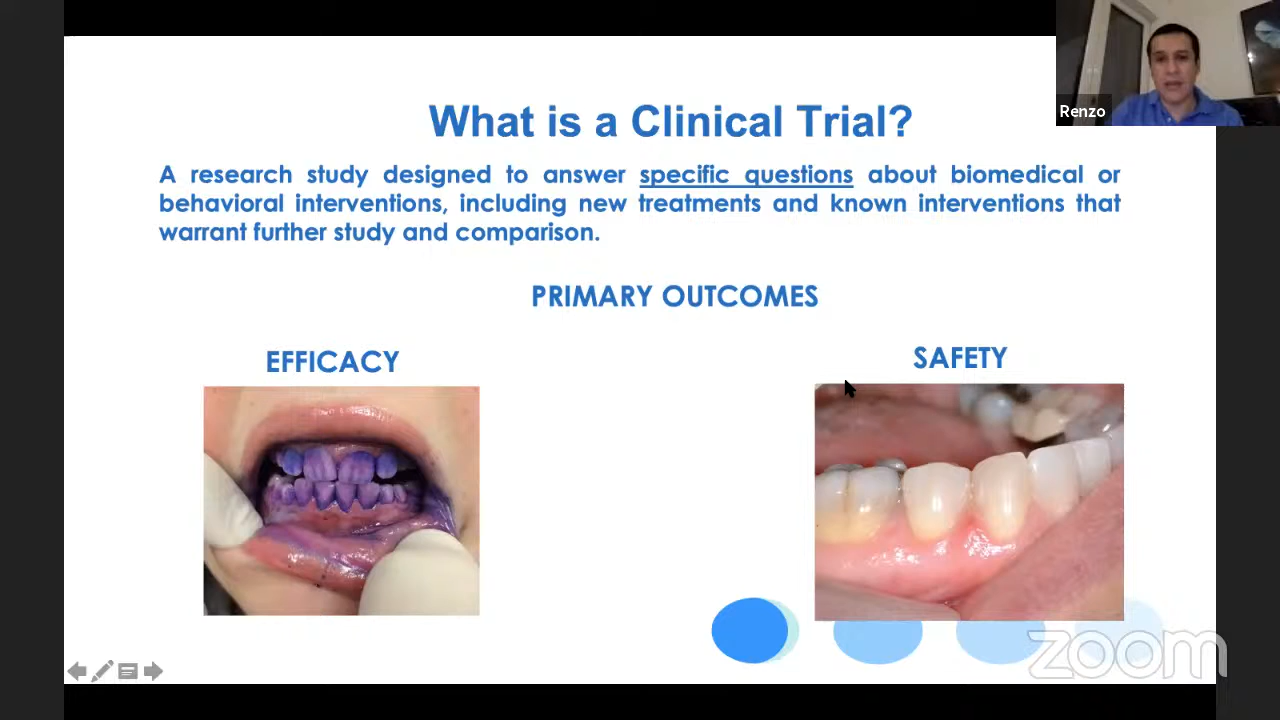 What is a Clinical Trial?
Renzo
A research study designed to answer specific questions about biomedical or
behavioral interventions, including new treatments and known interventions that
warrant further study and comparison.
PRIMARY OUTCOMES
EFFICACY
SAFETY
zoom